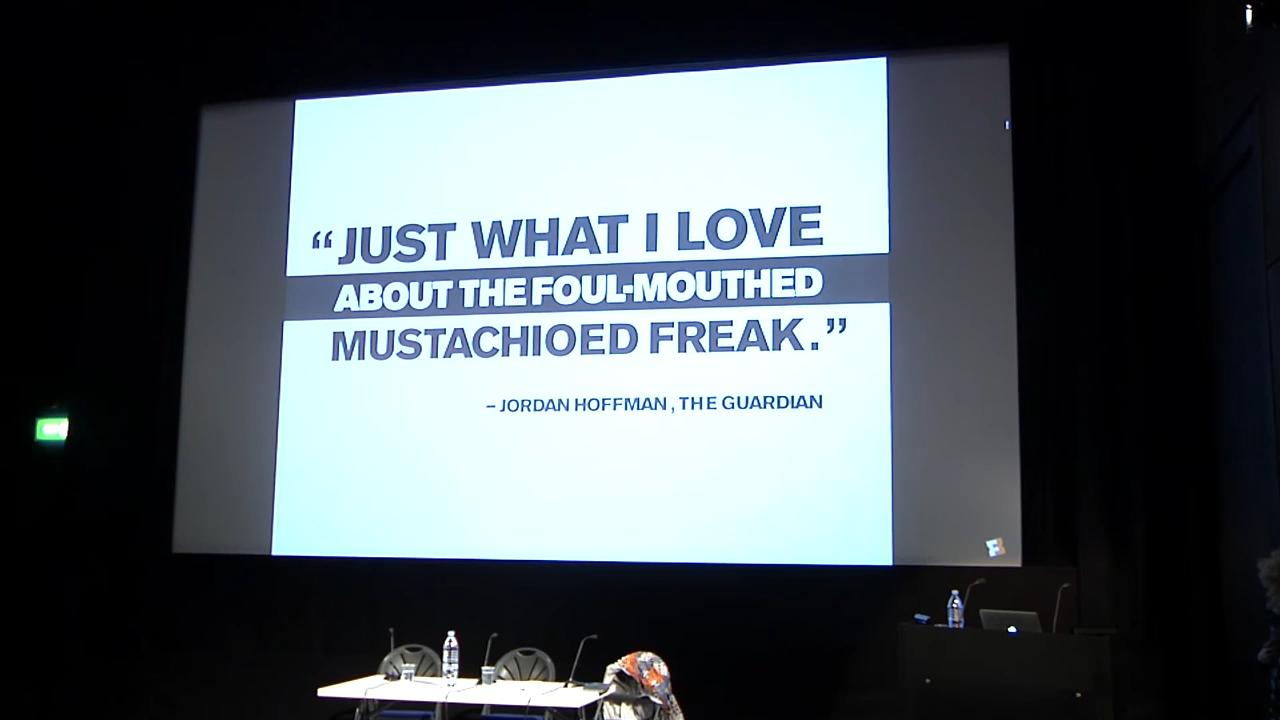 “JUST WHAT I LOVE
ABOUT THE FOUL-MOUTHED
MUSTACHIOED FREAK.”
– JORDAN HOFFMAN, THE GUARDIAN